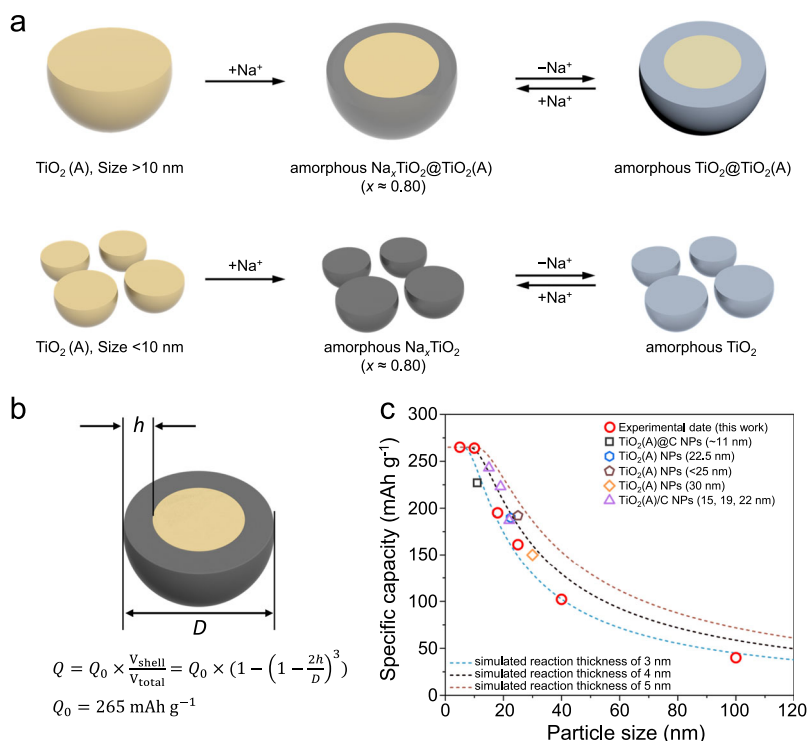 a
+Na⁺
−Na⁺
+Na⁺
TiO₂ (A), Size >10 nm
amorphous NaₓTiO₂@TiO₂(A)
(x ≈ 0.80)
amorphous TiO₂@TiO₂(A)
+Na⁺
−Na⁺
+Na⁺
TiO₂ (A), Size <10 nm
amorphous NaₓTiO₂
(x ≈ 0.80)
amorphous TiO₂
b
h
D
Q = Q₀ × V_shell/V_total = Q₀ × (1 − (1 − 2h/D)³)
Q₀ = 265 mAh g⁻¹
c
Specific capacity (mAh g⁻¹)
300
250
200
150
100
50
0
Experimental date (this work)
TiO₂(A)@C NPs (~11 nm)
TiO₂(A) NPs (22.5 nm)
TiO₂(A) NPs (<25 nm)
TiO₂(A) NPs (30 nm)
TiO₂(A)/C NPs (15, 19, 22 nm)
simulated reaction thickness of 3 nm
simulated reaction thickness of 4 nm
simulated reaction thickness of 5 nm
0 20 40 60 80 100 120
Particle size (nm)